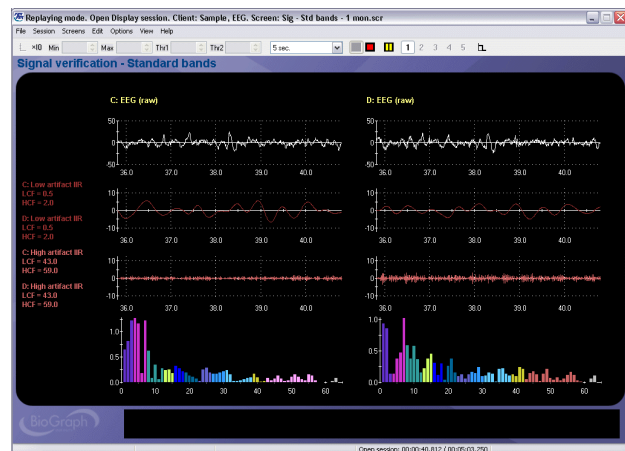 Replaying mode. Open Display session. Client: Sample, EEG. Screen: Sig - Std bands - 1 mon.scr
File Session Screens Edit Options View Help
×10 Min Max Thr1 Thr2 5 sec. 1 2 3 4 5
Signal verification - Standard bands
C: EEG (raw) D: EEG (raw)
50 50
0 0
-50 -50
36.0 37.0 38.0 39.0 40.0 36.0 37.0 38.0 39.0 40.0
C: Low artifact IIR
LCF = 0.5
HCF = 2.0
D: Low artifact IIR
LCF = 0.5
HCF = 2.0
10 10
0 0
-10 -10
36.0 37.0 38.0 39.0 40.0 36.0 37.0 38.0 39.0 40.0
C: High artifact IIR
LCF = 43.0
HCF = 59.0
D: High artifact IIR
LCF = 43.0
HCF = 59.0
10 10
0 0
-10 -10
36.0 37.0 38.0 39.0 40.0 36.0 37.0 38.0 39.0 40.0
1.0 1.0
0.5 0.5
0.0 0.0
0 10 20 30 40 50 60 0 10 20 30 40 50 60
BioGraph
Open session: 00:00:40.812 / 00:05:03.250